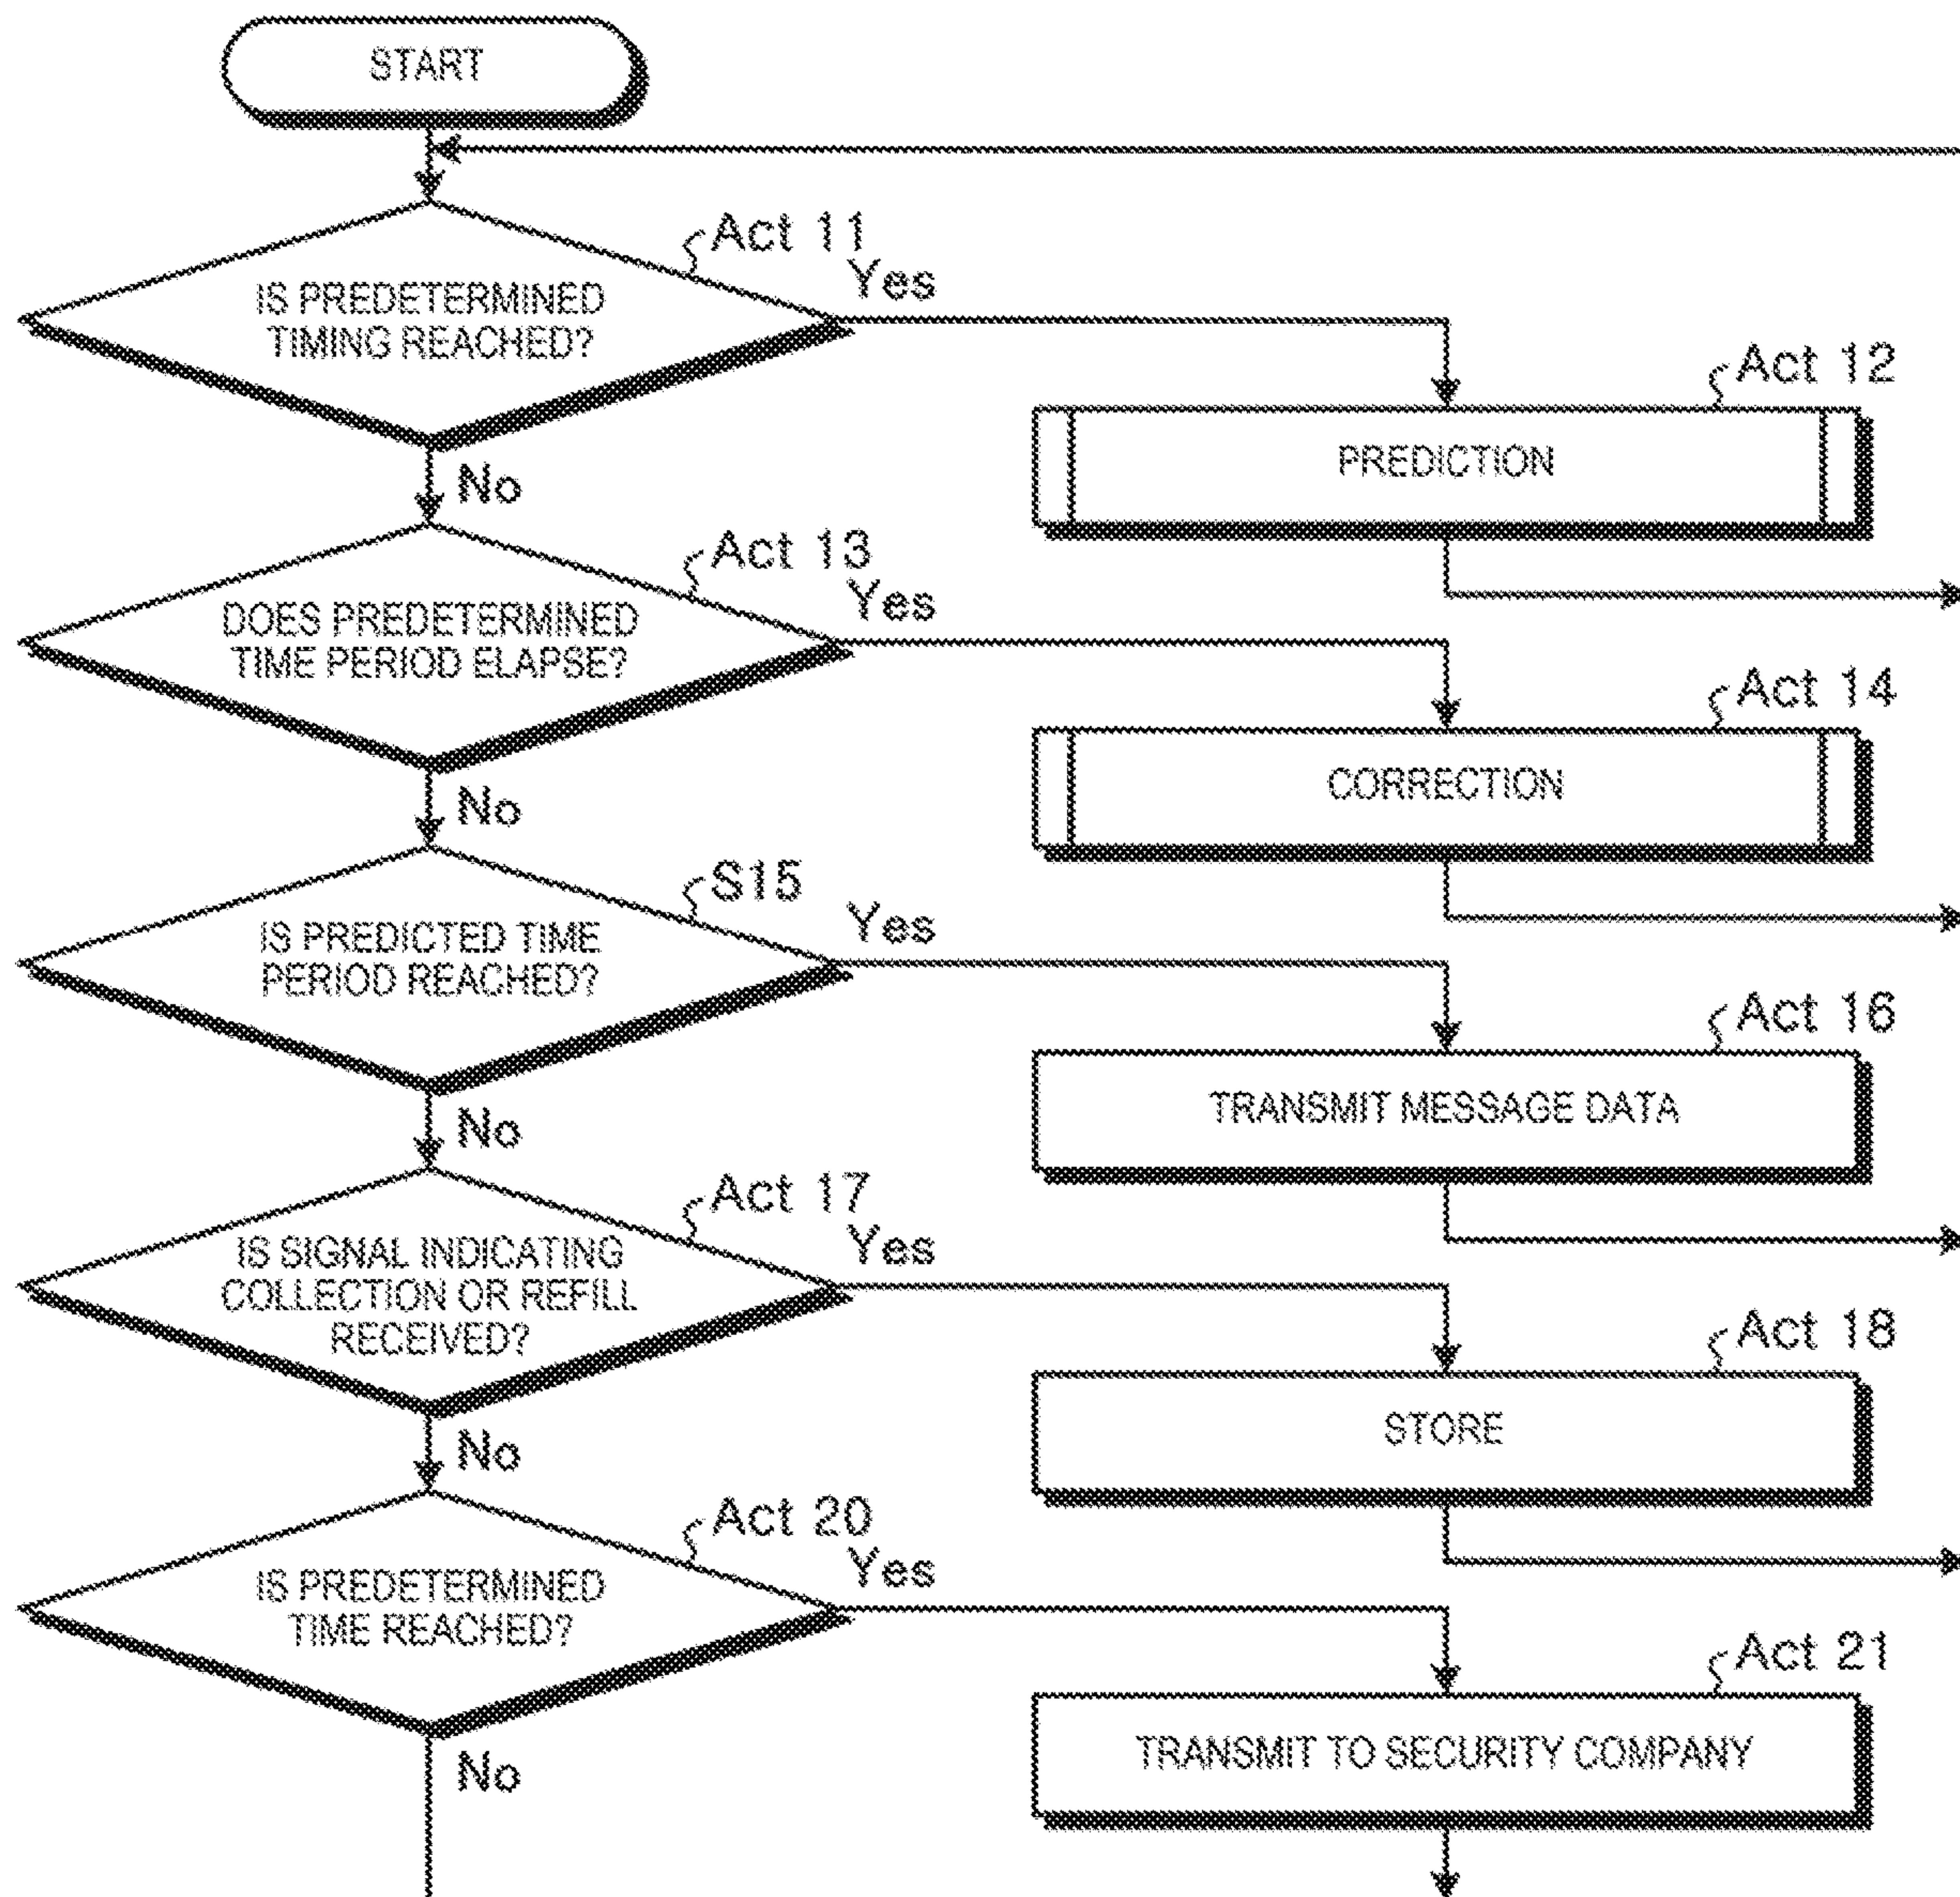 START
Act 11
Yes
IS PREDETERMINED
TIMING REACHED?
Act 12
PREDICTION
No
Act 13
Yes
DOES PREDETERMINED
TIME PERIOD ELAPSE?
Act 14
CORRECTION
No
S15
Yes
IS PREDICTED TIME
PERIOD REACHED?
Act 16
TRANSMIT MESSAGE DATA
No
Act 17
Yes
IS SIGNAL INDICATING
COLLECTION OR REFILL
RECEIVED?
Act 18
STORE
No
Act 20
Yes
IS PREDETERMINED
TIME REACHED?
Act 21
TRANSMIT TO SECURITY COMPANY
No